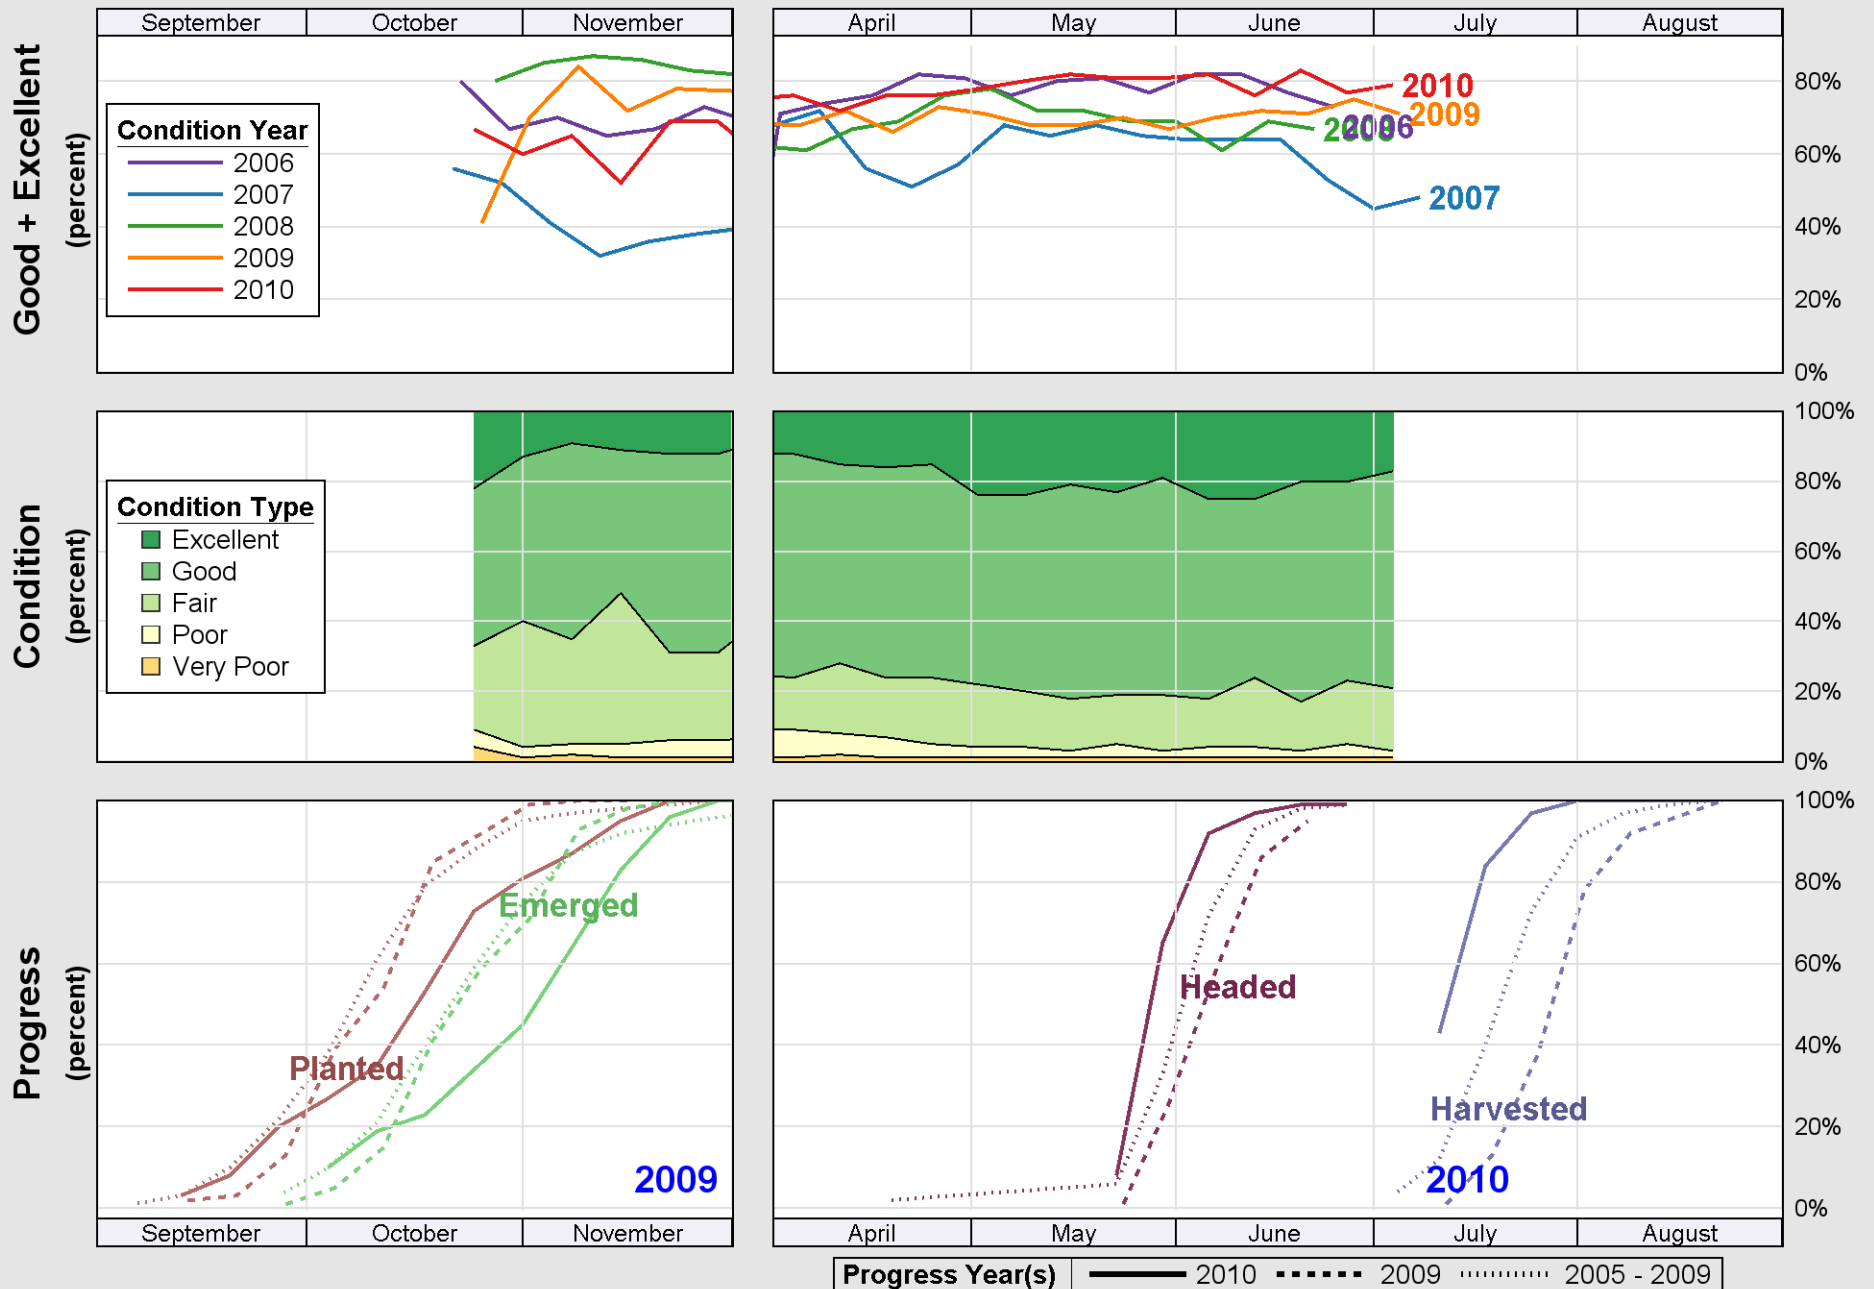 September October November April May June July August
Good + Excellent
(percent)
Condition Year
2006
2007
2008
2009
2010
2010
2009
2008
2006
2007
80%
60%
40%
20%
0%
Condition
(percent)
Condition Type
Excellent
Good
Fair
Poor
Very Poor
100%
80%
60%
40%
20%
0%
Progress
(percent)
Planted
Emerged
2009
Headed
Harvested
2010
100%
80%
60%
40%
20%
0%
September October November April May June July August
Progress Year(s) 2010 2009 2005 - 2009